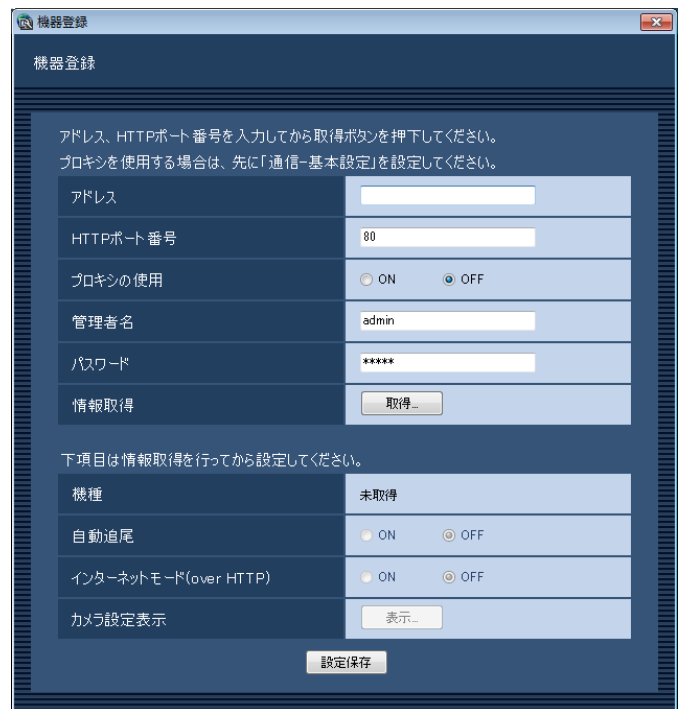 機器登録
機器登録
アドレス、HTTPポート番号を入力してから取得ボタンを押下してください。
プロキシを使用する場合は、先に「通信-基本設定」を設定してください。
アドレス
HTTPポート番号 80
プロキシの使用 ON OFF
管理者名 admin
パスワード *****
情報取得 取得...
下項目は情報取得を行ってから設定してください。
機種 未取得
自動追尾 ON OFF
インターネットモード(over HTTP) ON OFF
カメラ設定表示 表示...
設定保存